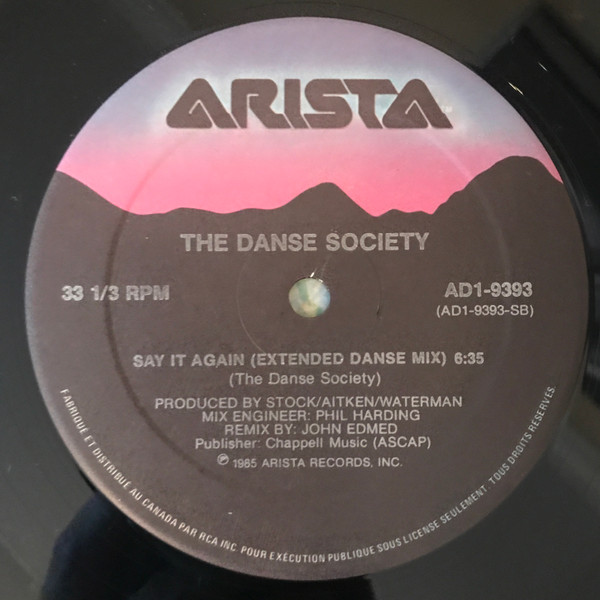 ARISTA
THE DANSE SOCIETY
33 1/3 RPM
AD1-9393
(AD1-9393-SB)
SAY IT AGAIN (EXTENDED DANSE MIX) 6:35
(The Danse Society)
PRODUCED BY STOCK/AITKEN/WATERMAN
MIX ENGINEER: PHIL HARDING
REMIX BY: JOHN EDMED
Publisher: Chappell Music (ASCAP)
℗ 1985 ARISTA RECORDS, INC.
FABRIQUÉ ET DISTRIBUÉ AU CANADA PAR RCA INC. POUR EXÉCUTION PUBLIQUE SOUS LICENCE SEULEMENT. TOUS DROITS RÉSERVÉS.